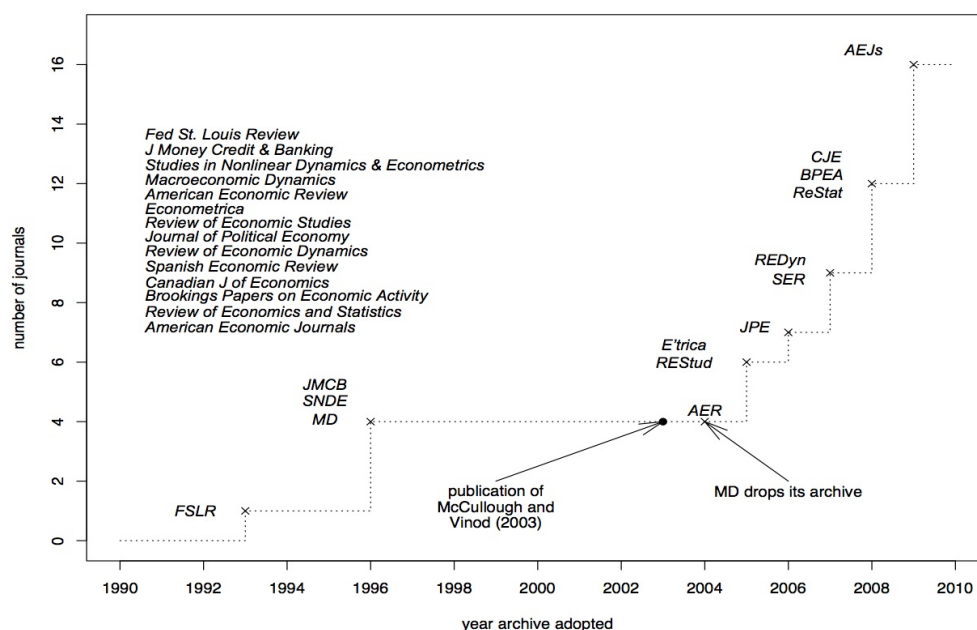 AEJs
16
Fed St. Louis Review
J Money Credit & Banking
Studies in Nonlinear Dynamics & Econometrics
Macroeconomic Dynamics
American Economic Review
Econometrica
Review of Economic Studies
Journal of Political Economy
Review of Economic Dynamics
Spanish Economic Review
Canadian J of Economics
Brookings Papers on Economic Activity
Review of Economics and Statistics
American Economic Journals
14
CJE
BPEA
ReStat
12
10
REDyn
SER
8
JPE
E'trica
REStud
6
JMCB
SNDE
MD
AER
4
publication of
McCullough and
Vinod (2003)
MD drops its archive
2
FSLR
0
number of journals
1990 1992 1994 1996 1998 2000 2002 2004 2006 2008 2010
year archive adopted